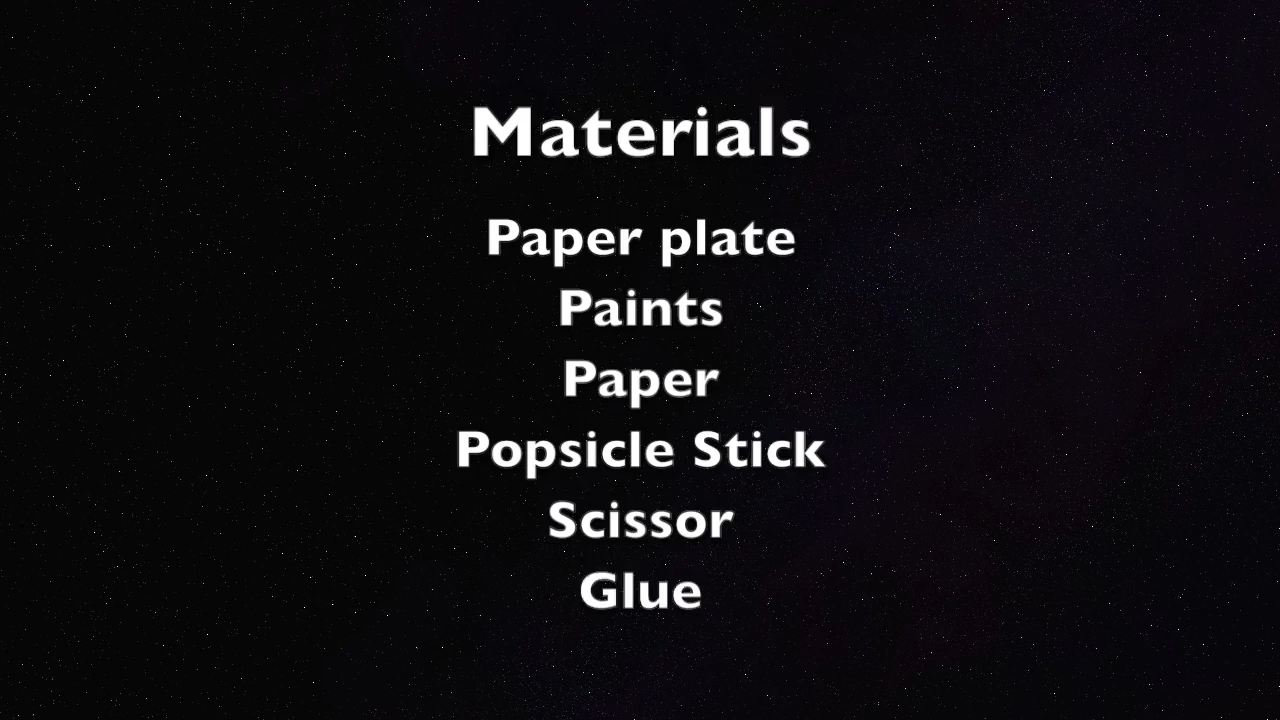 Materials
Paper plate
Paints
Paper
Popsicle Stick
Scissor
Glue